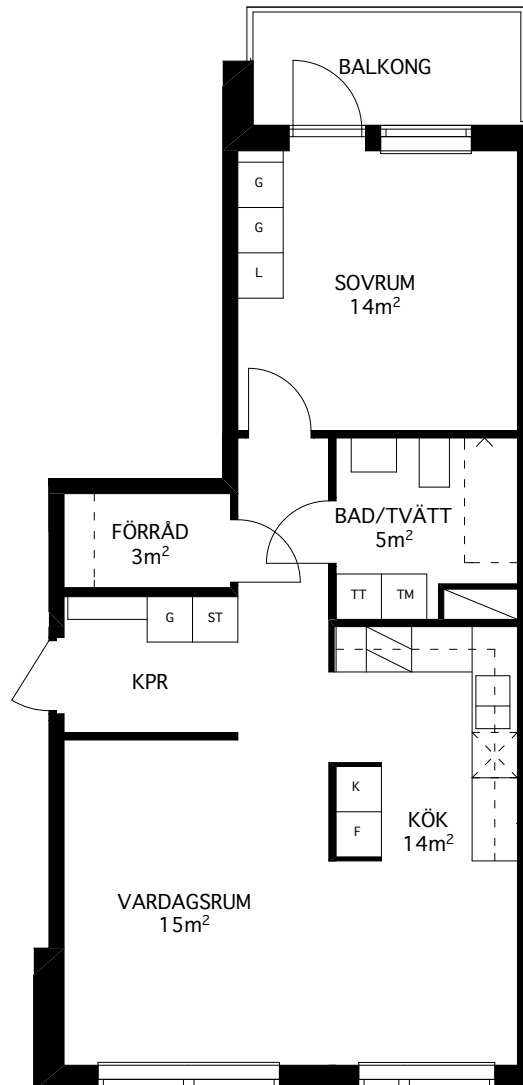 BALKONG
G
G
L
SOVRUM
14m²
FÖRRÅD
3m²
BAD/TVÄTT
5m²
TT TM
G ST
KPR
K
F
KÖK
14m²
VARDAGSRUM
15m²